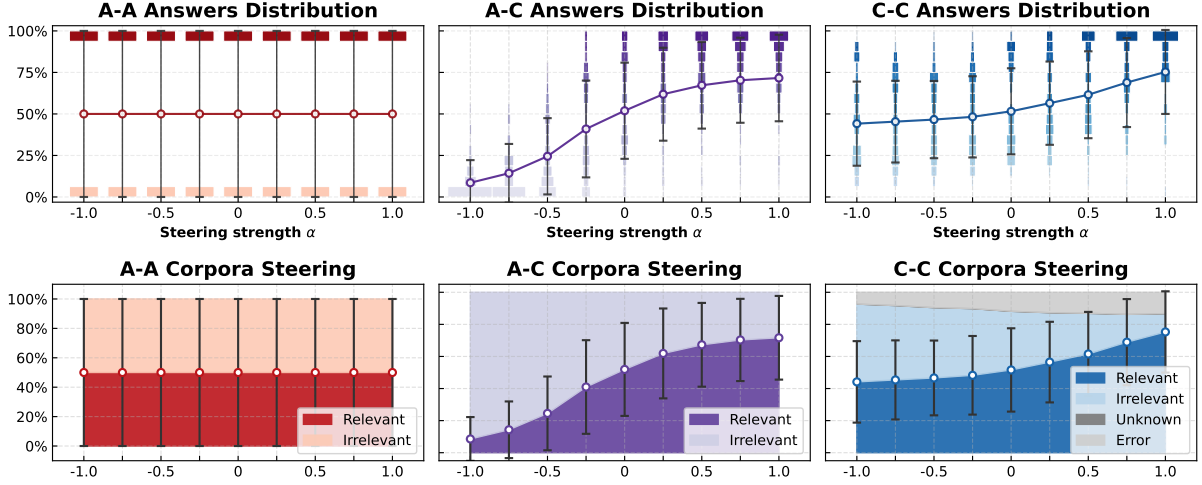 A-A Answers Distribution
100%
75%
50%
25%
0%
-1.0 -0.5 0 0.5 1.0
Steering strength α
A-C Answers Distribution
-1.0 -0.5 0 0.5 1.0
Steering strength α
C-C Answers Distribution
-1.0 -0.5 0 0.5 1.0
Steering strength α
A-A Corpora Steering
100%
80%
60%
40%
20%
0%
Relevant
Irrelevant
-1.0 -0.5 0 0.5 1.0
A-C Corpora Steering
Relevant
Irrelevant
-1.0 -0.5 0 0.5 1.0
C-C Corpora Steering
Relevant
Irrelevant
Unknown
Error
-1.0 -0.5 0 0.5 1.0